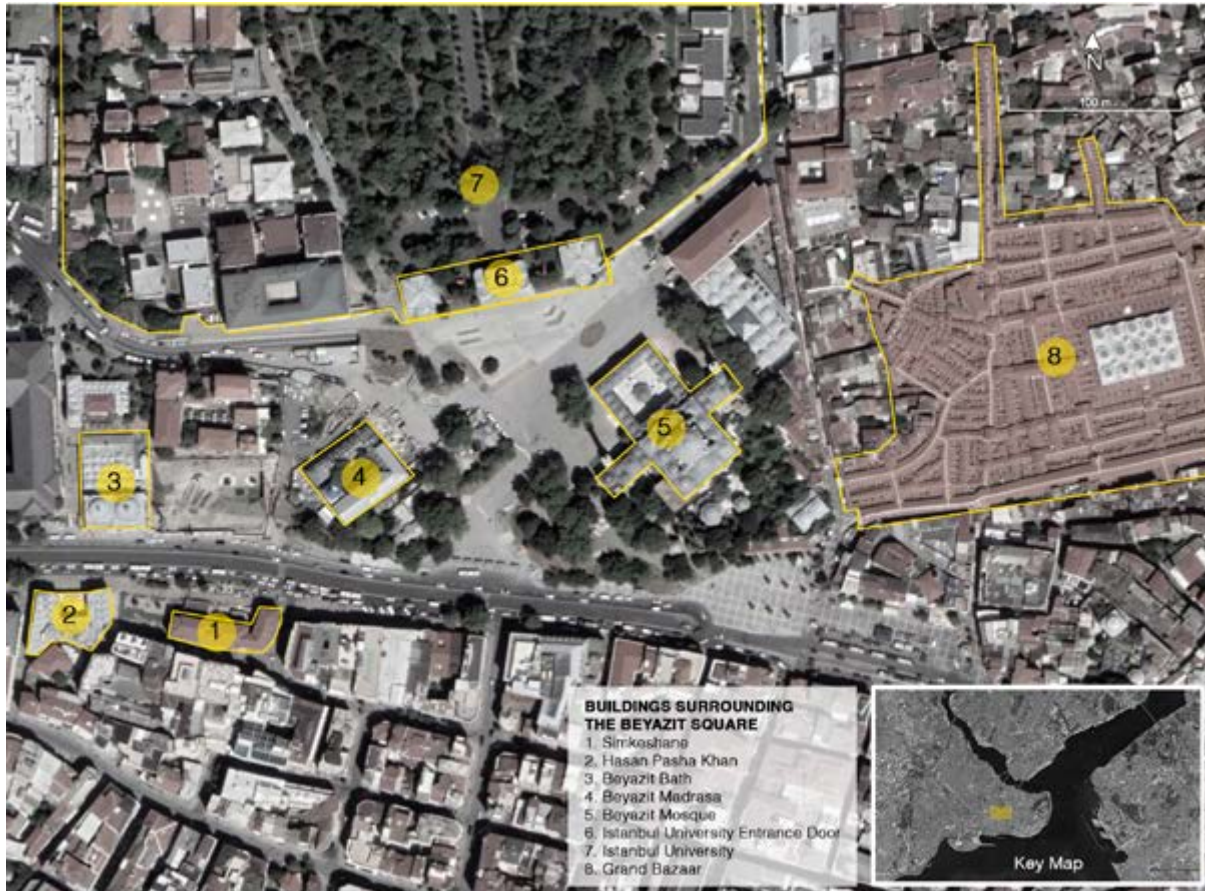 N
100 m
7
6
8
5
3
4
2
1
BUILDINGS SURROUNDING
THE BEYAZIT SQUARE
1. Simkeshane
2. Hasan Pasha Khan
3. Beyazit Bath
4. Beyazit Madrasa
5. Beyazit Mosque
6. Istanbul University Entrance Door
7. Istanbul University
8. Grand Bazaar
Key Map